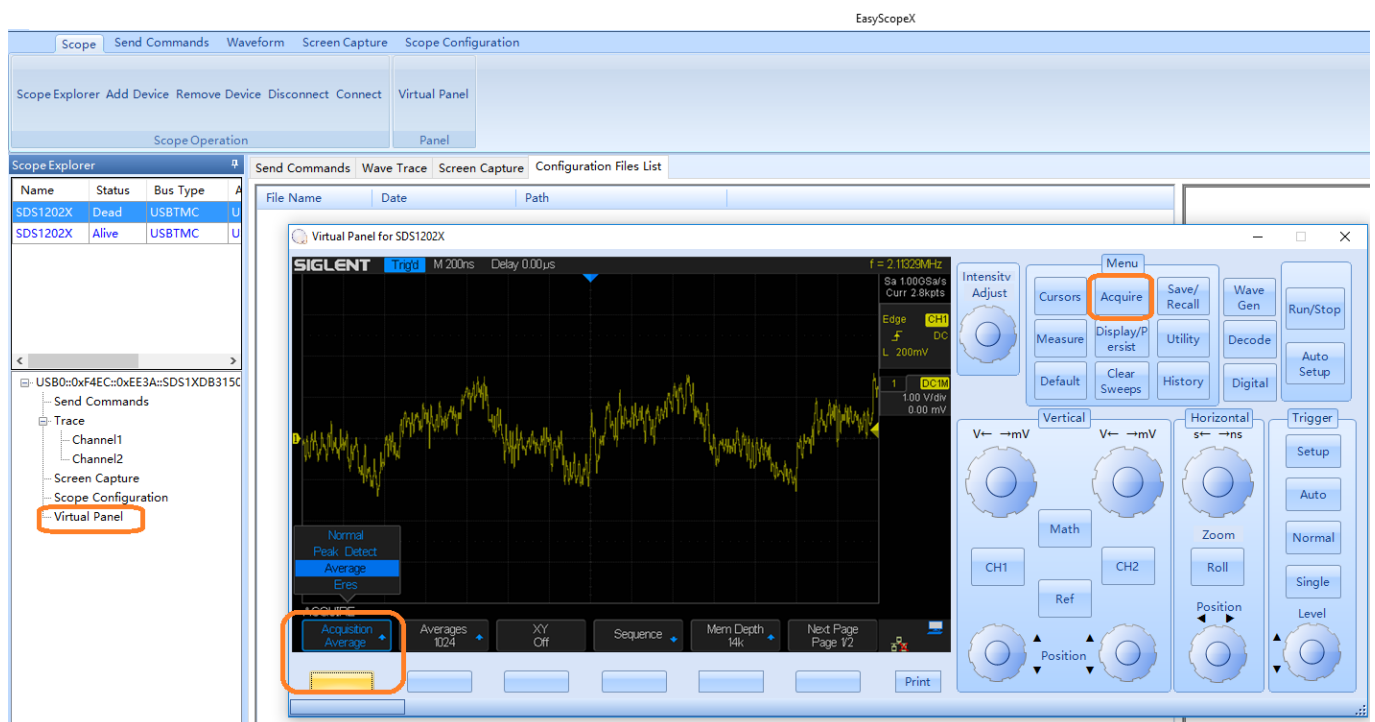 EasyScopeX
Scope Send Commands Waveform Screen Capture Scope Configuration
Scope Explorer Add Device Remove Device Disconnect Connect Virtual Panel
Scope Operation Panel
Scope Explorer
Name Status Bus Type A
SDS1202X Dead USBTMC U
SDS1202X Alive USBTMC U
USB0::0xF4EC::0xEE3A::SDS1XDB3150
Send Commands
Trace
Channel1
Channel2
Screen Capture
Scope Configuration
Virtual Panel
Send Commands Wave Trace Screen Capture Configuration Files List
File Name Date Path
Virtual Panel for SDS1202X
SIGLENT Trig'd M 200ns Delay 0.00µs f = 2.11329MHz
Sa 1.00GSa/s
Curr 2.8kpts
Edge CH1
DC
L 200mV
1 DC1M
1.00 V/div
0.00 mV
Normal
Peak Detect
Average
Eres
ACQUIRE
Acquisition Average
Averages 1024
XY Off
Sequence
Mem Depth 14k
Next Page Page 1/2
Print
Intensitv
Adjust
Menu
Cursors
Acquire
Save/
Recall
Measure
Display/P
ersist
Utility
Default
Clear
Sweeps
History
Wave
Gen
Decode
Digital
Run/Stop
Auto
Setup
Vertical
V← →mV V← →mV
Math
CH1
CH2
Ref
Position
Horizontal
s← →ns
Zoom
Roll
Position
Trigger
Setup
Auto
Normal
Single
Level